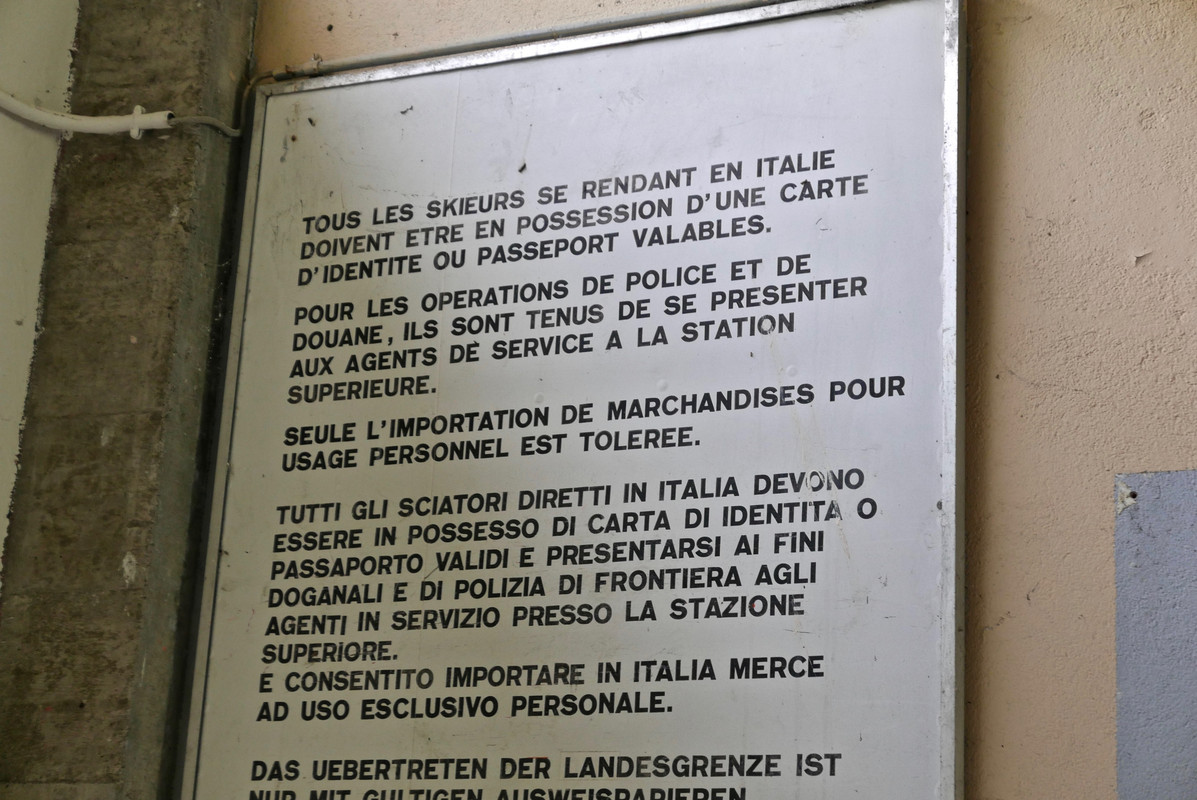 TOUS LES SKIEURS SE RENDANT EN ITALIE
DOIVENT ETRE EN POSSESSION D'UNE CARTE
D'IDENTITE OU PASSEPORT VALABLES.
POUR LES OPERATIONS DE POLICE ET DE
DOUANE, ILS SONT TENUS DE SE PRESENTER
AUX AGENTS DE SERVICE A LA STATION
SUPERIEURE.
SEULE L'IMPORTATION DE MARCHANDISES POUR
USAGE PERSONNEL EST TOLEREE.
TUTTI GLI SCIATORI DIRETTI IN ITALIA DEVONO
ESSERE IN POSSESSO DI CARTA DI IDENTITA O
PASSAPORTO VALIDI E PRESENTARSI AI FINI
DOGANALI E DI POLIZIA DI FRONTIERA AGLI
AGENTI IN SERVIZIO PRESSO LA STAZIONE
SUPERIORE.
E CONSENTITO IMPORTARE IN ITALIA MERCE
AD USO ESCLUSIVO PERSONALE.
DAS UEBERTRETEN DER LANDESGRENZE IST
NUR MIT GULTIGEN AUSWEISPAPIEREN